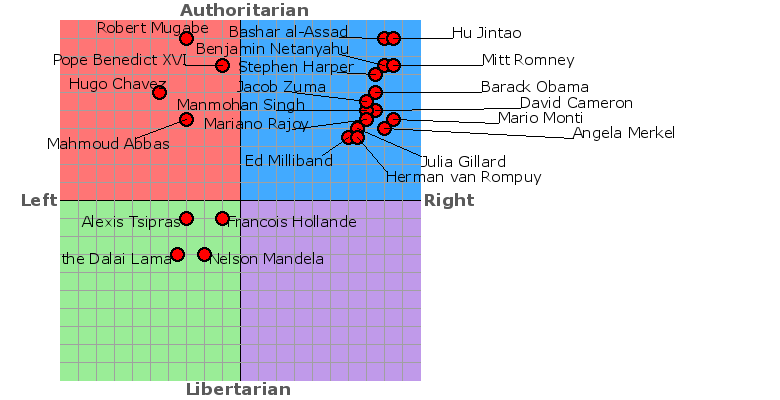 Authoritarian
Robert Mugabe
Bashar al-Assad
Hu Jintao
Benjamin Netanyahu
Pope Benedict XVI
Mitt Romney
Stephen Harper
Hugo Chavez
Jacob Zuma
Barack Obama
Manmohan Singh
David Cameron
Mariano Rajoy
Mario Monti
Angela Merkel
Mahmoud Abbas
Ed Milliband
Julia Gillard
Herman van Rompuy
Left
Right
Alexis Tsipras
Francois Hollande
the Dalai Lama
Nelson Mandela
Libertarian